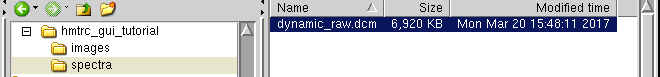 Name Size Modified time
hmtrc_gui_tutorial dynamic_raw.dcm 6,920 KB Mon Mar 20 15:48:11 2017
images
spectra